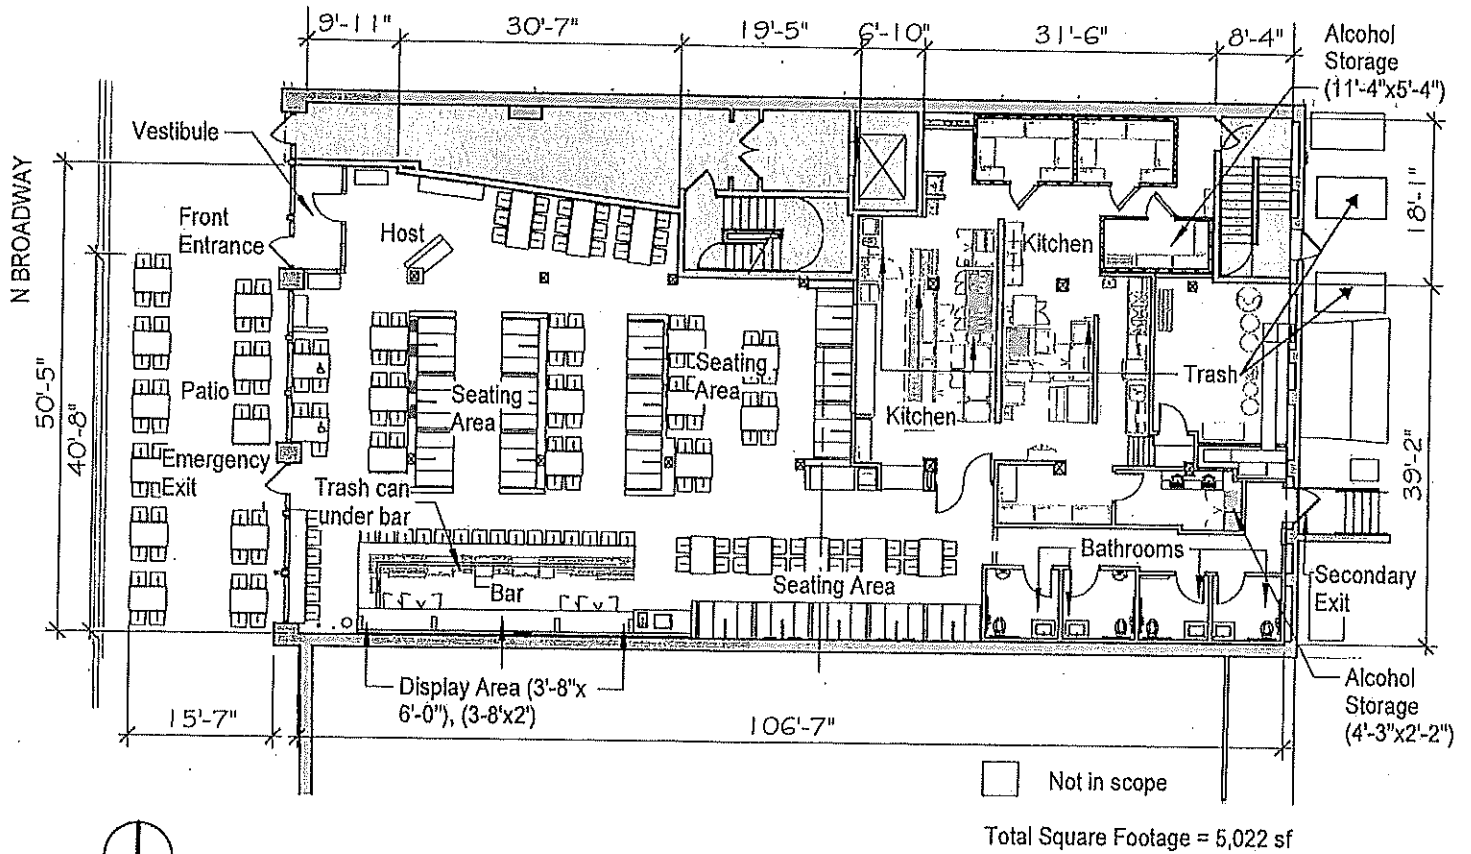 9'-11"
30'-7"
19'-5"
6'-10"
31'-6"
8'-4"
Alcohol
Storage
(11'-4"x5'-4")
Vestibule
N BROADWAY
Front
Entrance
Host
Kitchen
18'-1"
50'-5"
40'-8"
Patio
Seating
Area
Seating
Area
Trash
Kitchen
Emergency
Exit
Trash can
under bar
39'-2"
Bathrooms
Bar
Seating Area
Secondary
Exit
Display Area (3'-8"x
6'-0"), (3-8'x2')
Alcohol
Storage
(4'-3"x2'-2")
15'-7"
106'-7"
Not in scope
Total Square Footage = 5,022 sf